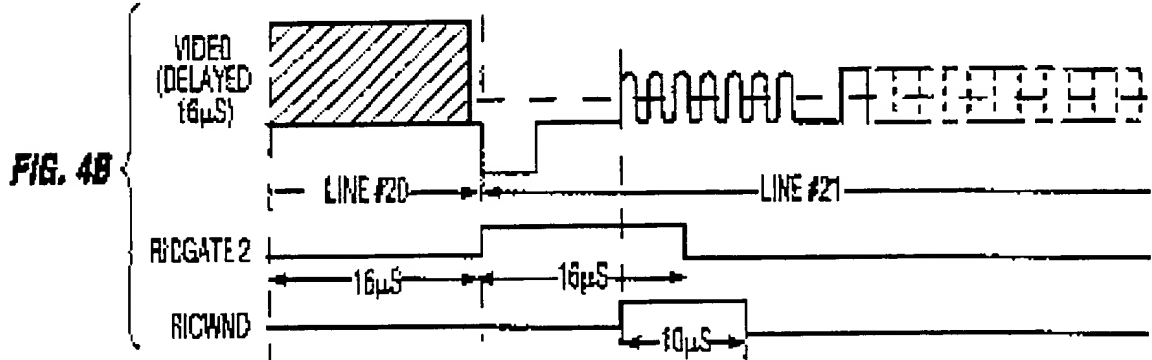 FIG. 4B
VIDEO
(DELAYED
16µS)
LINE #20
LINE #21
RICGATE 2
16µS
16µS
RICWND
10µS